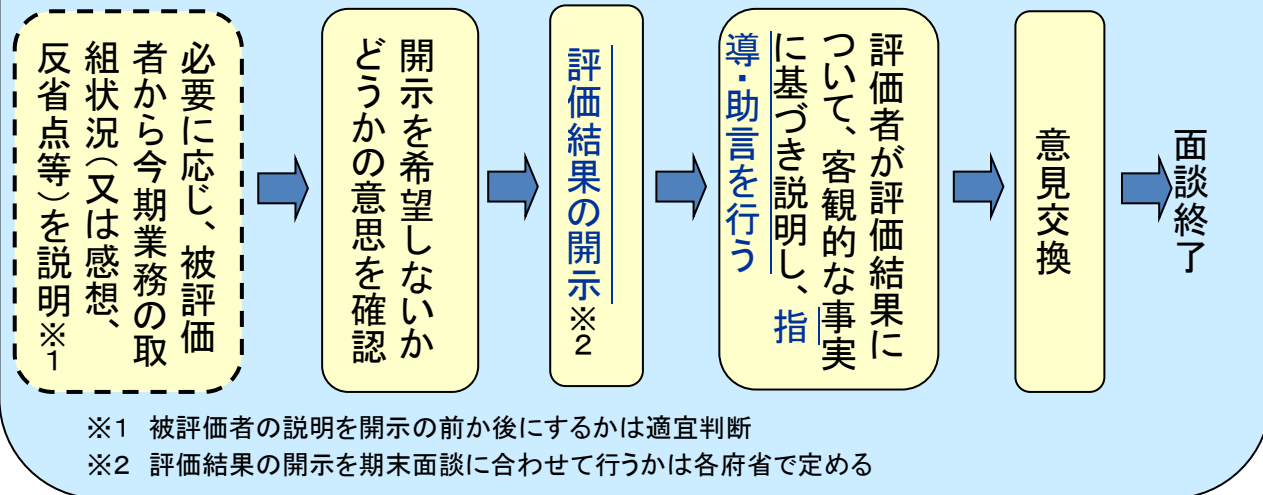 必要に応じ、被評価
者から今期業務の取
組状況(又は感想、
反省点等)を説明※1
開示を希望しないか
どうかの意思を確認
評価結果の開示※2
評価者が評価結果に
ついて、客観的な事実
に基づき説明し、指
導・助言を行う
意見交換
面談終了
※1 被評価者の説明を開示の前か後にするかは適宜判断
※2 評価結果の開示を期末面談に合わせて行うかは各府省で定める